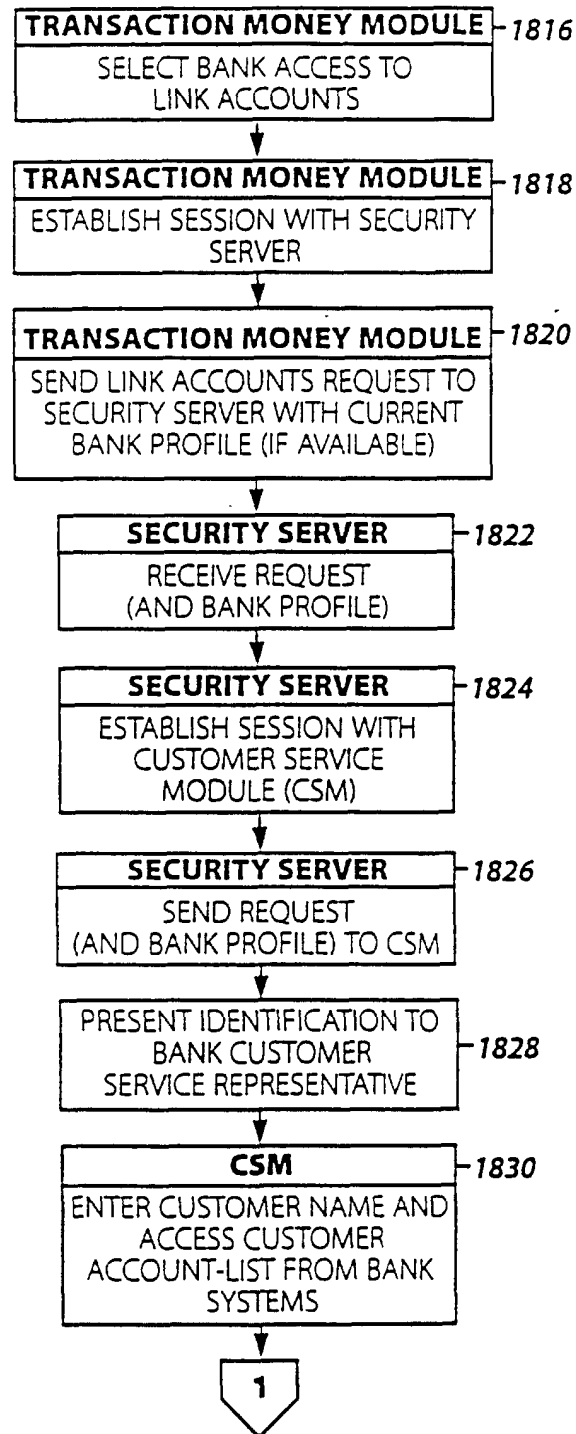 TRANSACTION MONEY MODULE 1816
SELECT BANK ACCESS TO
LINK ACCOUNTS
TRANSACTION MONEY MODULE 1818
ESTABLISH SESSION WITH SECURITY
SERVER
TRANSACTION MONEY MODULE 1820
SEND LINK ACCOUNTS REQUEST TO
SECURITY SERVER WITH CURRENT
BANK PROFILE (IF AVAILABLE)
SECURITY SERVER 1822
RECEIVE REQUEST
(AND BANK PROFILE)
SECURITY SERVER 1824
ESTABLISH SESSION WITH
CUSTOMER SERVICE
MODULE (CSM)
SECURITY SERVER 1826
SEND REQUEST
(AND BANK PROFILE) TO CSM
PRESENT IDENTIFICATION TO
BANK CUSTOMER 1828
SERVICE REPRESENTATIVE
CSM 1830
ENTER CUSTOMER NAME AND
ACCESS CUSTOMER
ACCOUNT-LIST FROM BANK
SYSTEMS
1